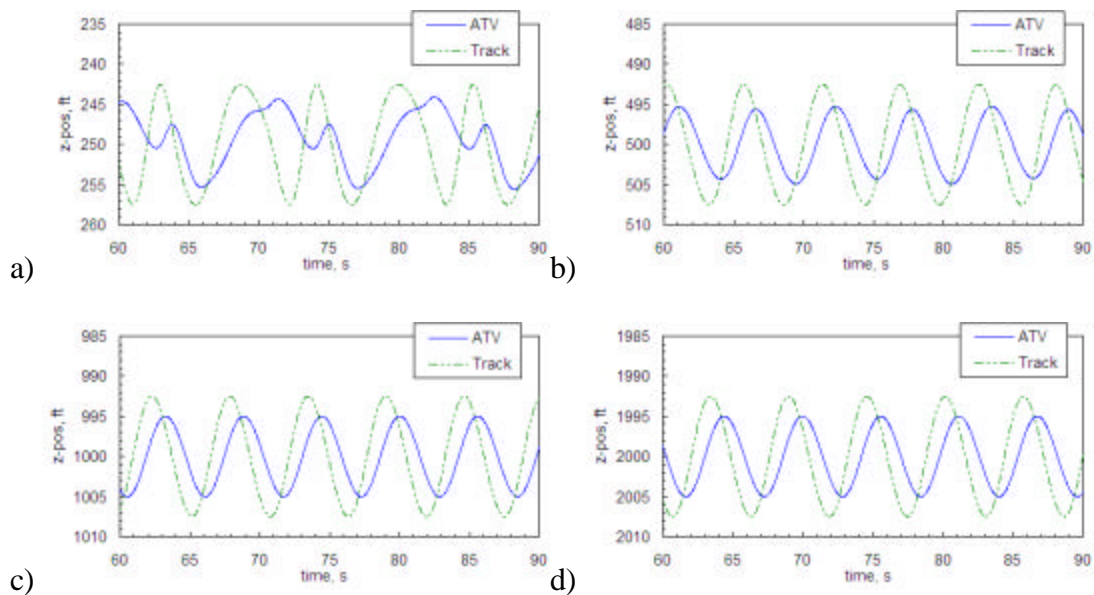 235
240
245
250
255
260
z-pos, ft
ATV
Track
60 65 70 75 80 85 90
time, s
a)
485
490
495
500
505
510
z-pos, ft
ATV
Track
60 65 70 75 80 85 90
time, s
b)
985
990
995
1000
1005
1010
z-pos, ft
ATV
Track
60 65 70 75 80 85 90
time, s
c)
1985
1990
1995
2000
2005
2010
z-pos, ft
ATV
Track
60 65 70 75 80 85 90
time, s
d)